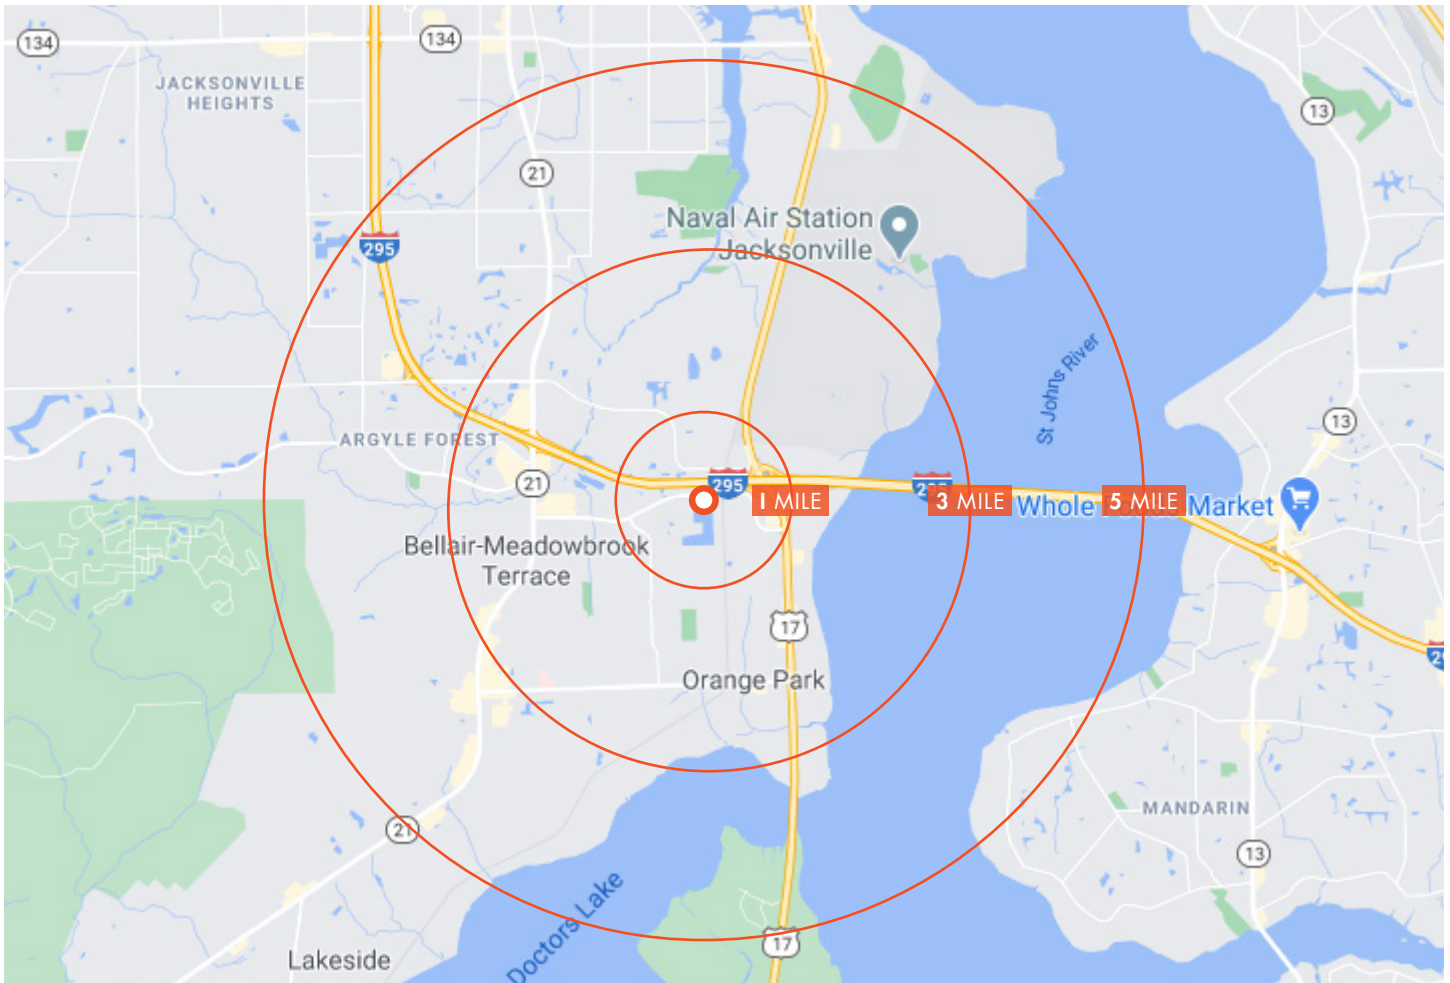 134
134
JACKSONVILLE
HEIGHTS
13
21
Naval Air Station
Jacksonville
295
St Johns River
13
ARGYLE FOREST
21
295
295
1 MILE
3 MILE
5 MILE
Whole Market
Bellair-Meadowbrook
Terrace
17
Orange Park
MANDARIN
21
13
Doctors Lake
17
Lakeside